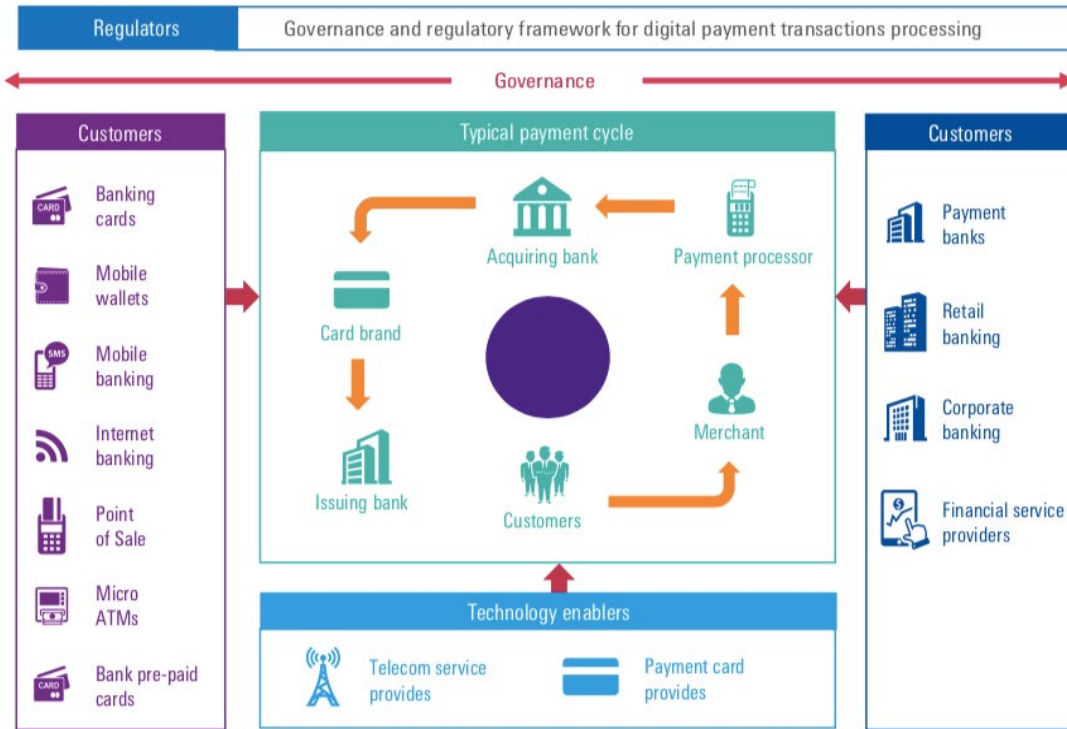 Regulators
Governance and regulatory framework for digital payment transactions processing
Governance
Customers
CARD
Banking
cards
Mobile
wallets
SMS
Mobile
banking
Internet
banking
Point
of Sale
Micro
ATMs
CARD
Bank pre-paid
cards
Typical payment cycle
Acquiring bank
Payment processor
Card brand
Merchant
Issuing bank
Customers
Technology enablers
Telecom service
provides
Payment card
provides
Customers
Payment
banks
Retail
banking
Corporate
banking
$
Financial service
providers